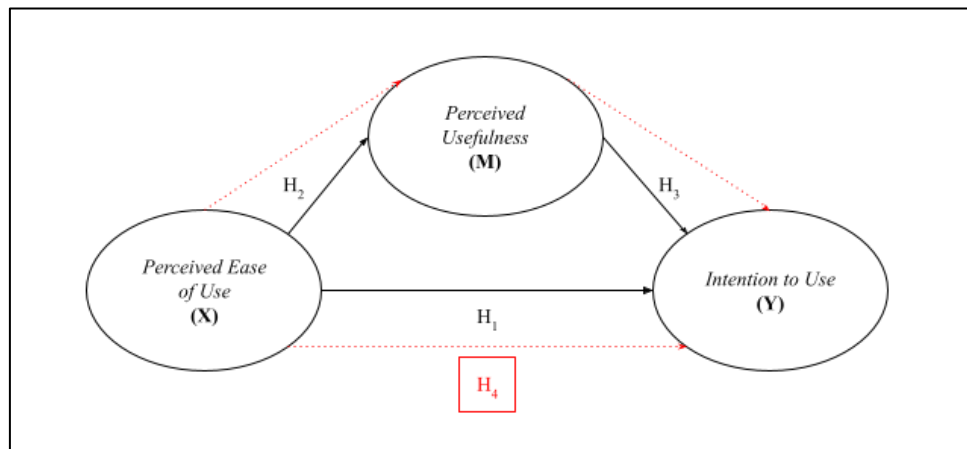 Perceived
Usefulness
(M)
H₂
H₃
Perceived Ease
of Use
(X)
Intention to Use
(Y)
H₁
H₄